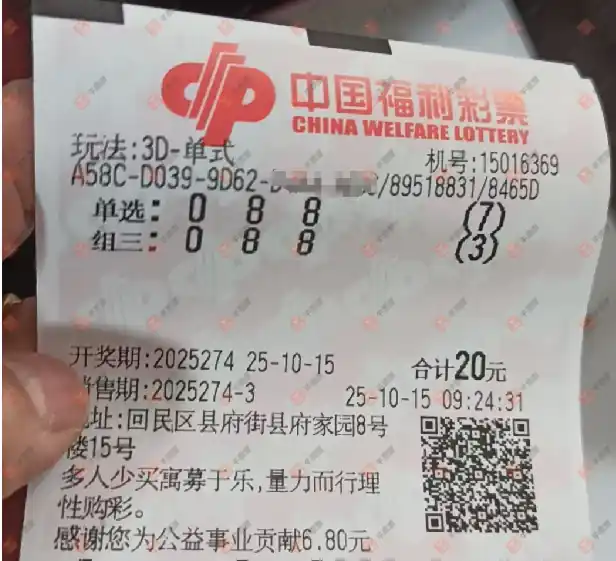 中国福利彩票
CHINA WELFARE LOTTERY
玩法:3D-单式
机号:15016369
A58C-D039-9D62-/89518831/8465D
单选: 0 8 8 (7)
组三: 0 8 8 (3)
开奖期:2025274 25-10-15 合计20元
售期:2025274-3 25-10-15 09:24:31
址:回民区县府街县府家园8号
楼15号
多人少买寓募于乐,量力而行理
性购彩。
感谢您为公益事业贡献6.80元